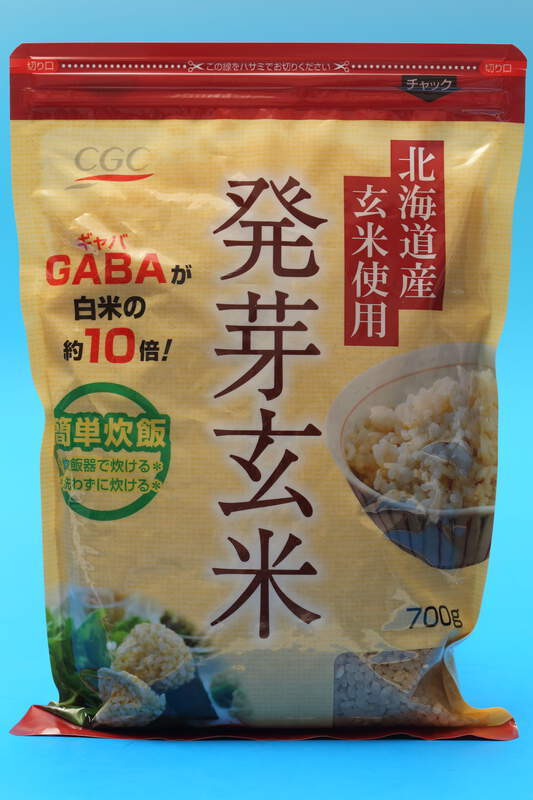 切り口 この線をハサミでお切りください 切り口
チャック
CGC
北海道産
玄米使用
発芽玄米
ギャバ
GABAが
白米の
約10倍!
簡単炊飯
炊飯器で炊ける※
洗わずに炊ける※
700g